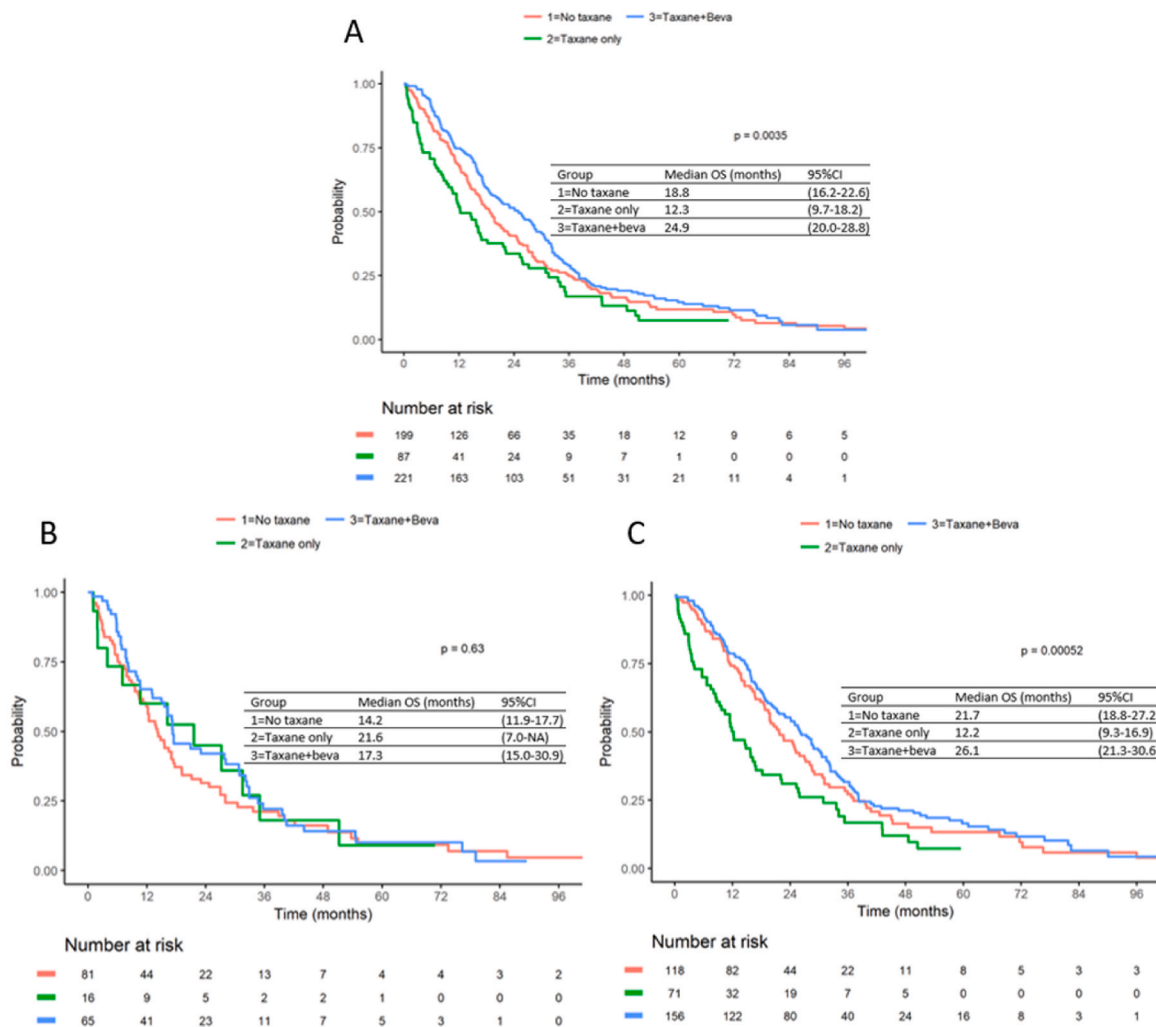 A
1=No taxane 3=Taxane+Beva
2=Taxane only
1.00
0.75
0.50
0.25
0.00
Probability
p = 0.0035
Group Median OS (months) 95%CI
1=No taxane 18.8 (16.2-22.6)
2=Taxane only 12.3 (9.7-18.2)
3=Taxane+beva 24.9 (20.0-28.8)
0 12 24 36 48 60 72 84 96
Time (months)
Number at risk
199 126 66 35 18 12 9 6 5
87 41 24 9 7 1 0 0 0
221 163 103 51 31 21 11 4 1
B
1=No taxane 3=Taxane+Beva
2=Taxane only
1.00
0.75
0.50
0.25
0.00
Probability
p = 0.63
Group Median OS (months) 95%CI
1=No taxane 14.2 (11.9-17.7)
2=Taxane only 21.6 (7.0-NA)
3=Taxane+beva 17.3 (15.0-30.9)
0 12 24 36 48 60 72 84 96
Time (months)
Number at risk
81 44 22 13 7 4 4 3 2
16 9 5 2 2 1 0 0 0
65 41 23 11 7 5 3 1 0
C
1=No taxane 3=Taxane+Beva
2=Taxane only
1.00
0.75
0.50
0.25
0.00
Probability
p = 0.00052
Group Median OS (months) 95%CI
1=No taxane 21.7 (18.8-27.2
2=Taxane only 12.2 (9.3-16.9)
3=Taxane+beva 26.1 (21.3-30.6
0 12 24 36 48 60 72 84 96
Time (months)
Number at risk
118 82 44 22 11 8 5 3 3
71 32 19 7 5 0 0 0 0
156 122 80 40 24 16 8 3 1